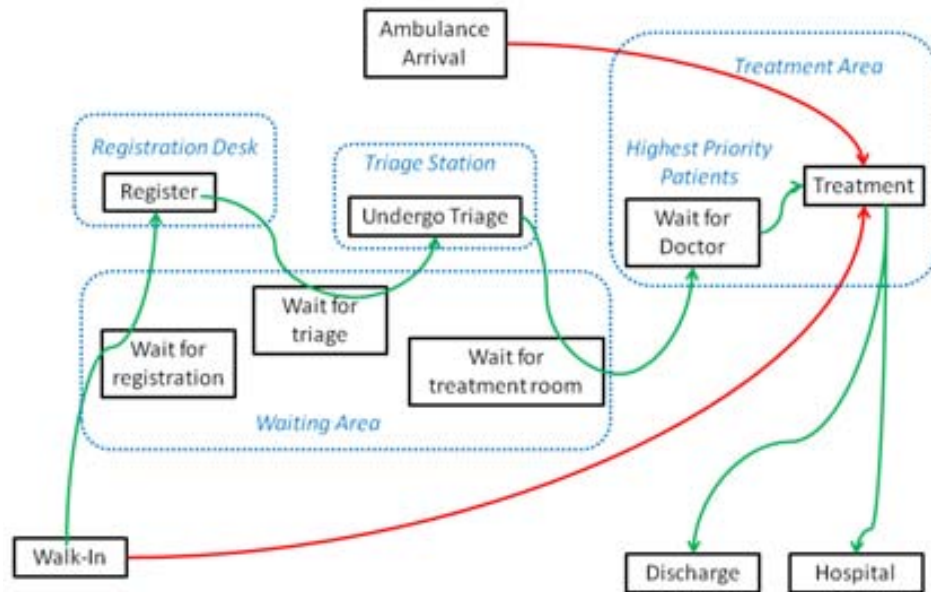 Ambulance
Arrival
Treatment Area
Registration Desk
Register
Triage Station
Undergo Triage
Highest Priority
Patients
Wait for
Doctor
Treatment
Wait for
registration
Wait for
triage
Wait for
treatment room
Waiting Area
Walk-In
Discharge
Hospital